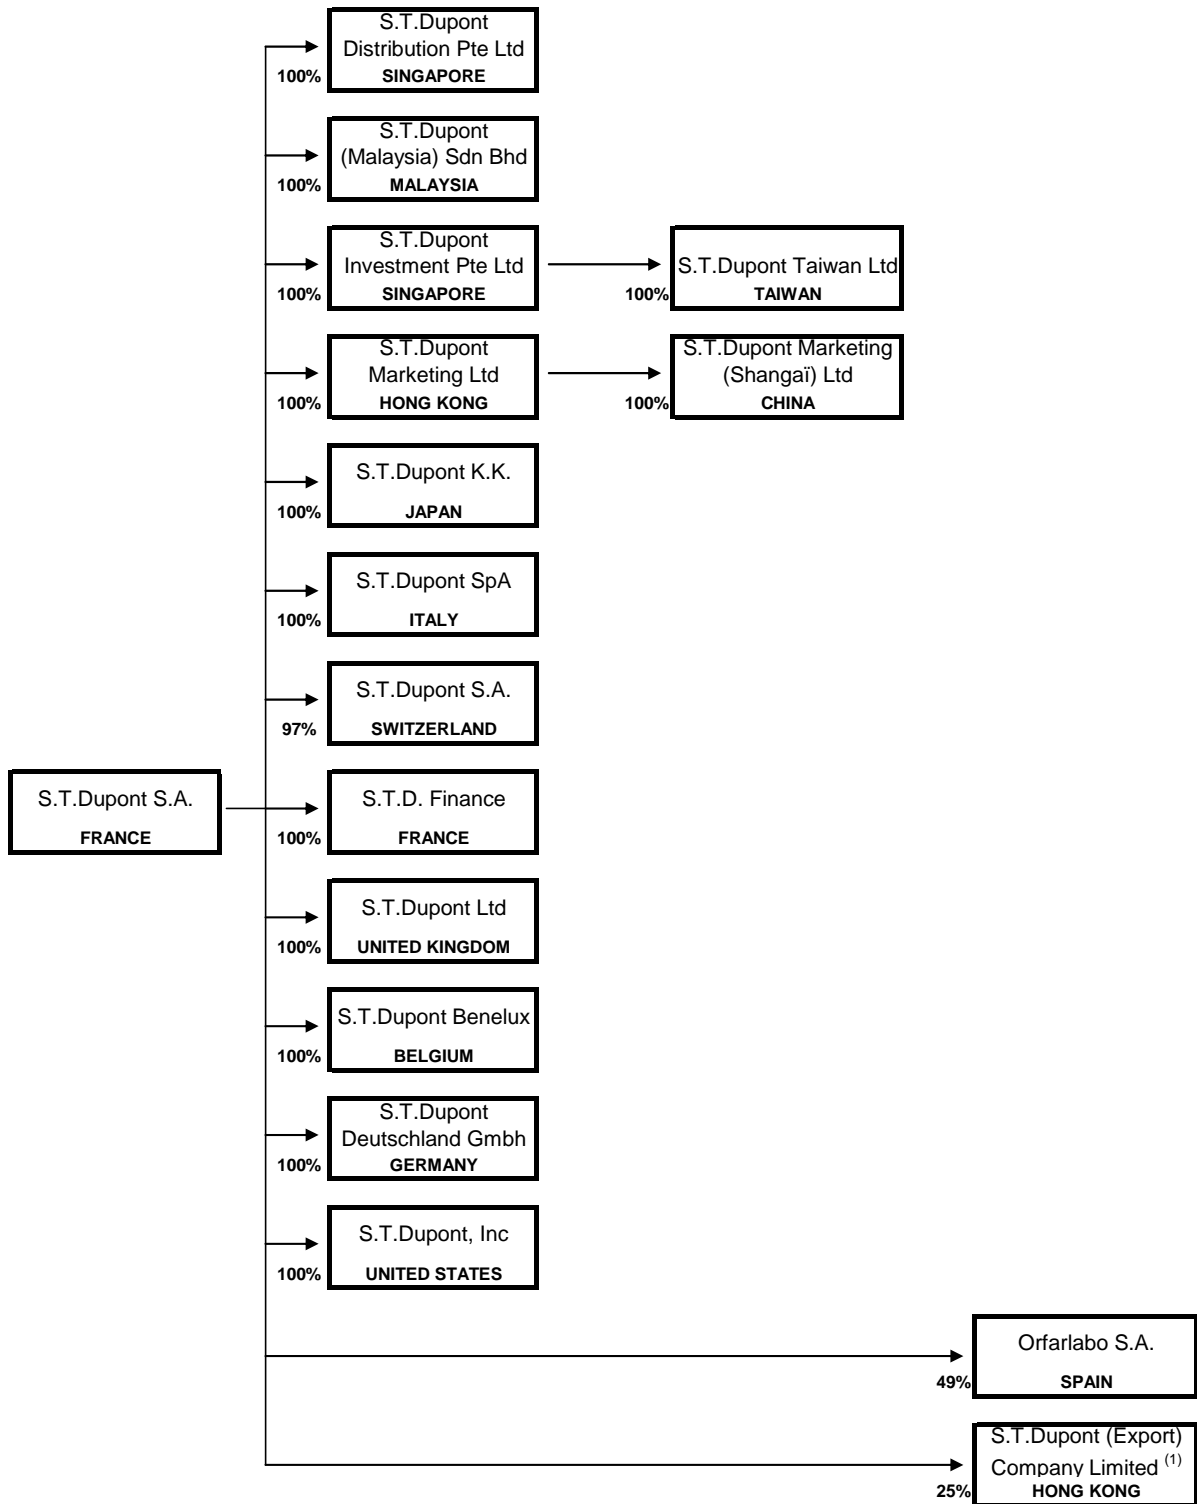 S.T.Dupont
Distribution Pte Ltd
100%
SINGAPORE
S.T.Dupont
(Malaysia) Sdn Bhd
100%
MALAYSIA
S.T.Dupont
Investment Pte Ltd
100%
SINGAPORE
S.T.Dupont Taiwan Ltd
100%
TAIWAN
S.T.Dupont
Marketing Ltd
100%
HONG KONG
S.T.Dupont Marketing
(Shangaï) Ltd
100%
CHINA
S.T.Dupont K.K.
100%
JAPAN
S.T.Dupont SpA
100%
ITALY
S.T.Dupont S.A.
97%
SWITZERLAND
S.T.Dupont S.A.
FRANCE
S.T.D. Finance
100%
FRANCE
S.T.Dupont Ltd
100%
UNITED KINGDOM
S.T.Dupont Benelux
100%
BELGIUM
S.T.Dupont
Deutschland Gmbh
100%
GERMANY
S.T.Dupont, Inc
100%
UNITED STATES
Orfarlabo S.A.
49%
SPAIN
S.T.Dupont (Export)
Company Limited (1)
25%
HONG KONG